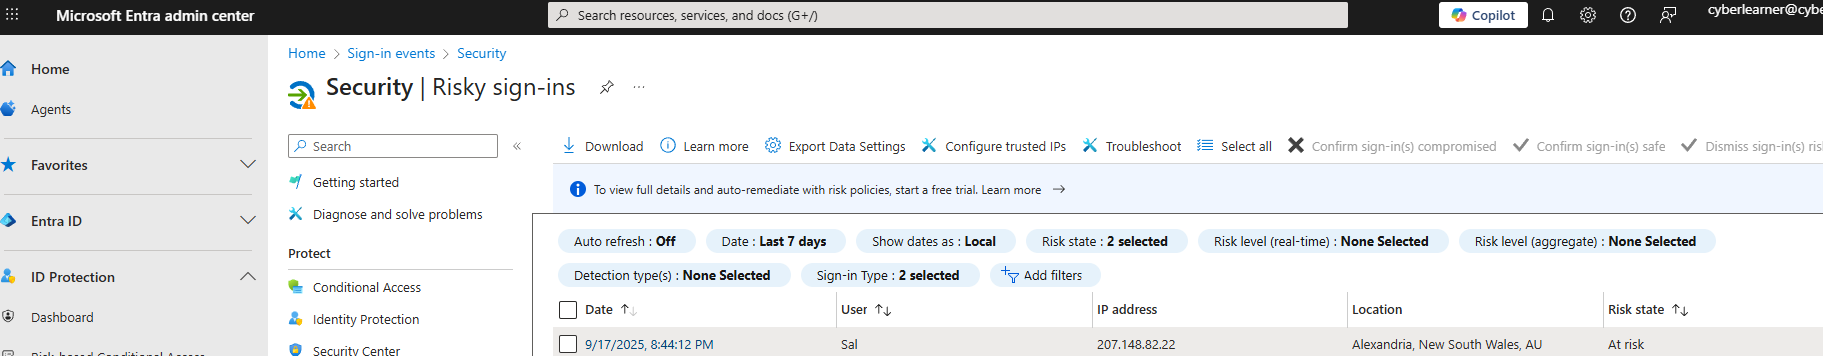 Microsoft Entra admin center
Search resources, services, and docs (G+/)
Copilot
cyberlearner@cybe
Home
Agents
Favorites
Entra ID
ID Protection
Dashboard
Risk-based Conditional Access
Home > Sign-in events > Security
Security | Risky sign-ins
Search
Getting started
Diagnose and solve problems
Protect
Conditional Access
Identity Protection
Security Center
Download Learn more Export Data Settings Configure trusted IPs Troubleshoot Select all Confirm sign-in(s) compromised Confirm sign-in(s) safe Dismiss sign-in(s) ris
To view full details and auto-remediate with risk policies, start a free trial. Learn more
Auto refresh : Off Date : Last 7 days Show dates as : Local Risk state : 2 selected Risk level (real-time) : None Selected Risk level (aggregate) : None Selected
Detection type(s) : None Selected Sign-in Type : 2 selected Add filters
Date User IP address Location Risk state
9/17/2025, 8:44:12 PM Sal 207.148.82.22 Alexandria, New South Wales, AU At risk